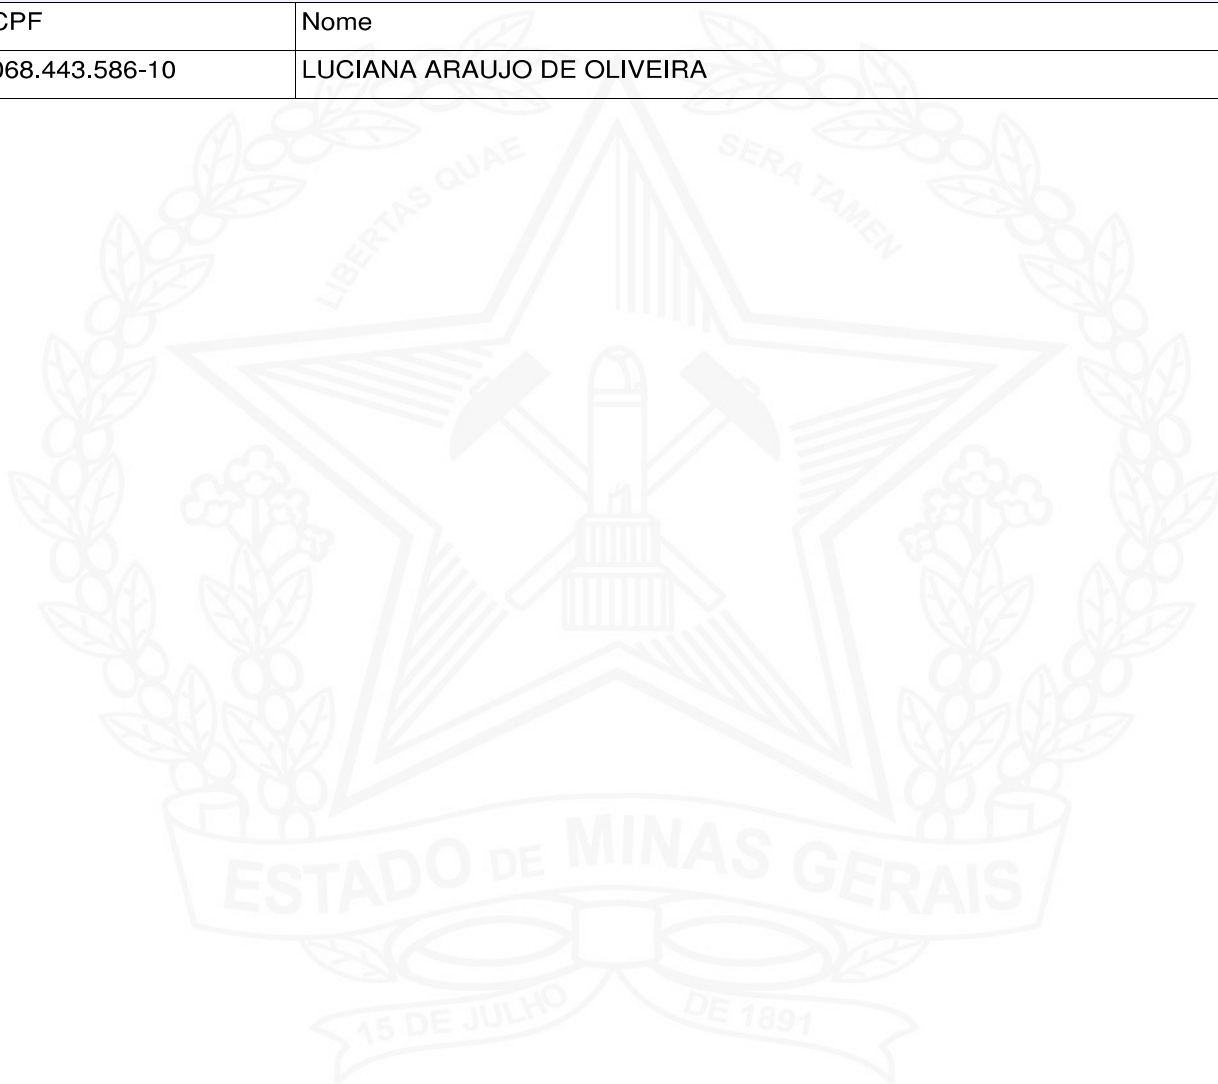 CPF Nome
068.443.586-10 LUCIANA ARAUJO DE OLIVEIRA
LIBERTAS QUAE SERA TAMEN
ESTADO DE MINAS GERAIS
15 DE JULHO DE 1891